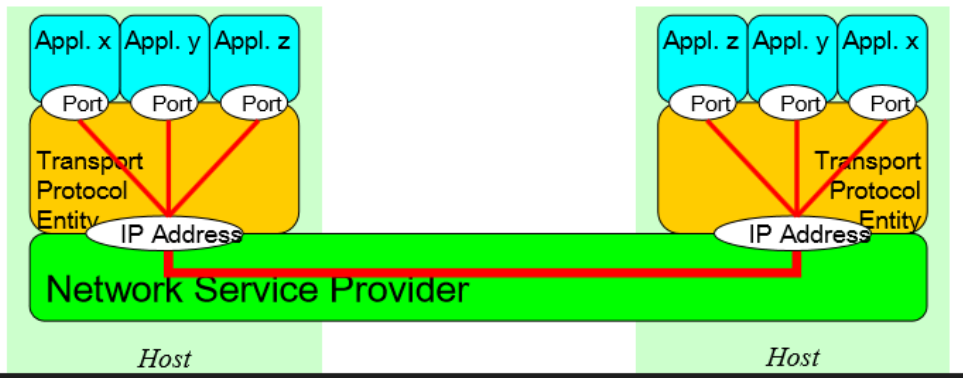 Appl. x Appl. y Appl. z
Port Port Port
Transport
Protocol
Entity
IP Address
Appl. z Appl. y Appl. x
Port Port Port
Transport
Protocol
Entity
IP Address
Network Service Provider
Host
Host